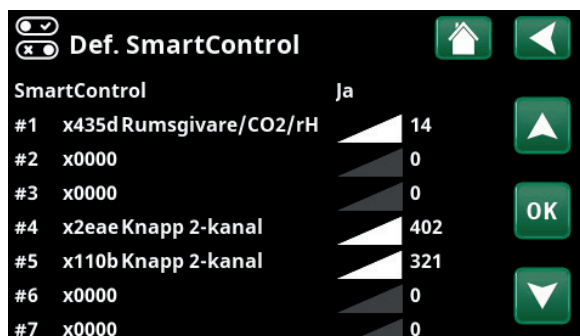 Def. SmartControl
SmartControl Ja
#1 x435d Rumsgivare/CO2/rH 14
#2 x0000 0
#3 x0000 0
OK
#4 x2eae Knapp 2-kanal 402
#5 x110b Knapp 2-kanal 321
#6 x0000 0
#7 x0000 0